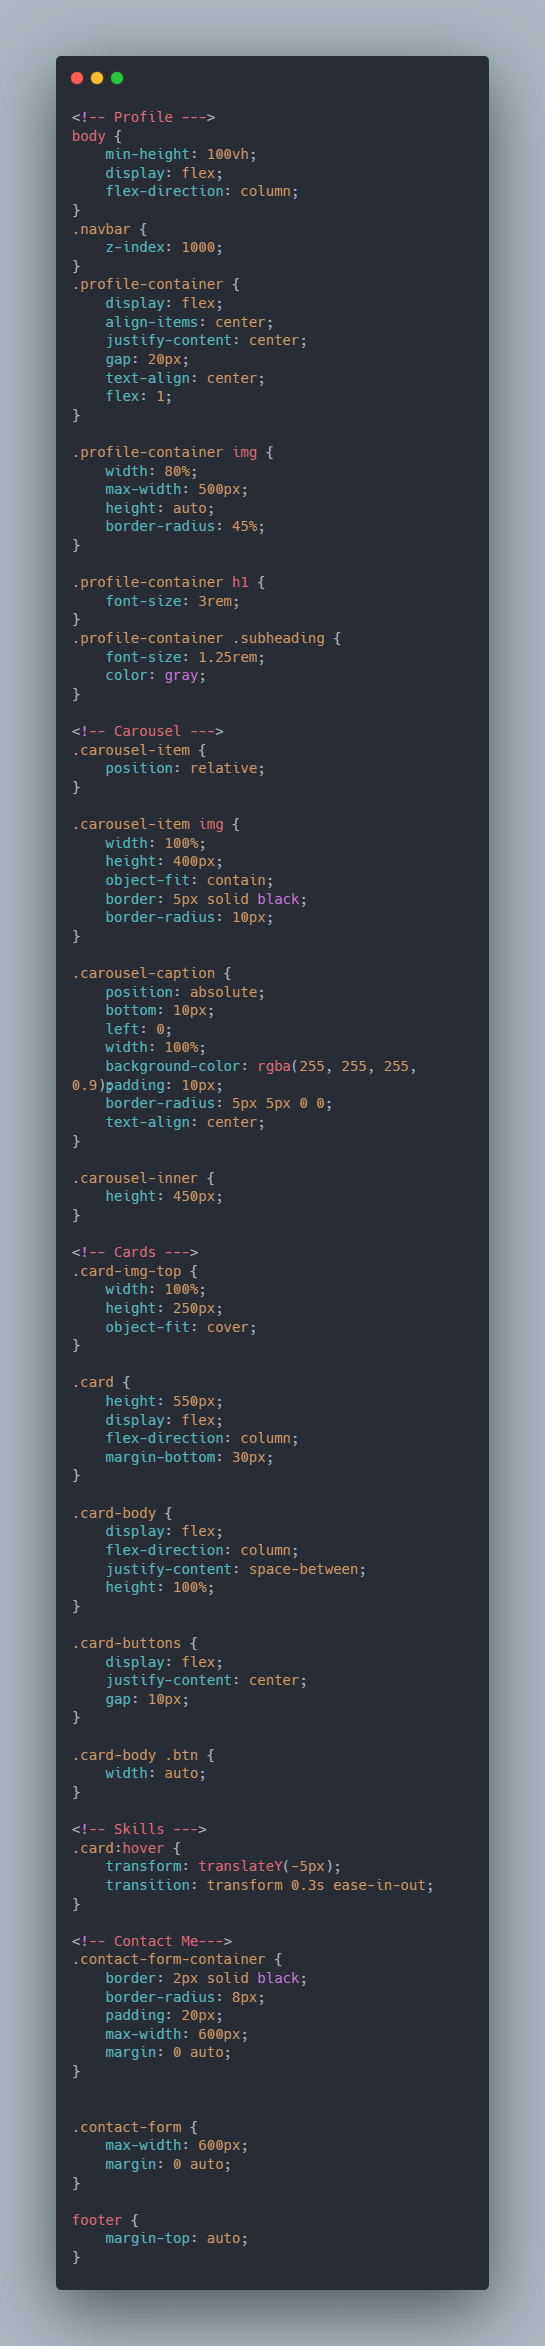 <!-- Profile --->
body {
    min-height: 100vh;
    display: flex;
    flex-direction: column;
}
.navbar {
    z-index: 1000;
}
.profile-container {
    display: flex;
    align-items: center;
    justify-content: center;
    gap: 20px;
    text-align: center;
    flex: 1;
}

.profile-container img {
    width: 80%;
    max-width: 500px;
    height: auto;
    border-radius: 45%;
}

.profile-container h1 {
    font-size: 3rem;
}
.profile-container .subheading {
    font-size: 1.25rem;
    color: gray;
}

<!-- Carousel --->
.carousel-item {
    position: relative;
}

.carousel-item img {
    width: 100%;
    height: 400px;
    object-fit: contain;
    border: 5px solid black;
    border-radius: 10px;
}

.carousel-caption {
    position: absolute;
    bottom: 10px;
    left: 0;
    width: 100%;
    background-color: rgba(255, 255, 255,
0.9);padding: 10px;
    border-radius: 5px 5px 0 0;
    text-align: center;
}

.carousel-inner {
    height: 450px;
}

<!-- Cards --->
.card-img-top {
    width: 100%;
    height: 250px;
    object-fit: cover;
}

.card {
    height: 550px;
    display: flex;
    flex-direction: column;
    margin-bottom: 30px;
}

.card-body {
    display: flex;
    flex-direction: column;
    justify-content: space-between;
    height: 100%;
}

.card-buttons {
    display: flex;
    justify-content: center;
    gap: 10px;
}

.card-body .btn {
    width: auto;
}

<!-- Skills --->
.card:hover {
    transform: translateY(-5px);
    transition: transform 0.3s ease-in-out;
}

<!-- Contact Me--->
.contact-form-container {
    border: 2px solid black;
    border-radius: 8px;
    padding: 20px;
    max-width: 600px;
    margin: 0 auto;
}


.contact-form {
    max-width: 600px;
    margin: 0 auto;
}

footer {
    margin-top: auto;
}